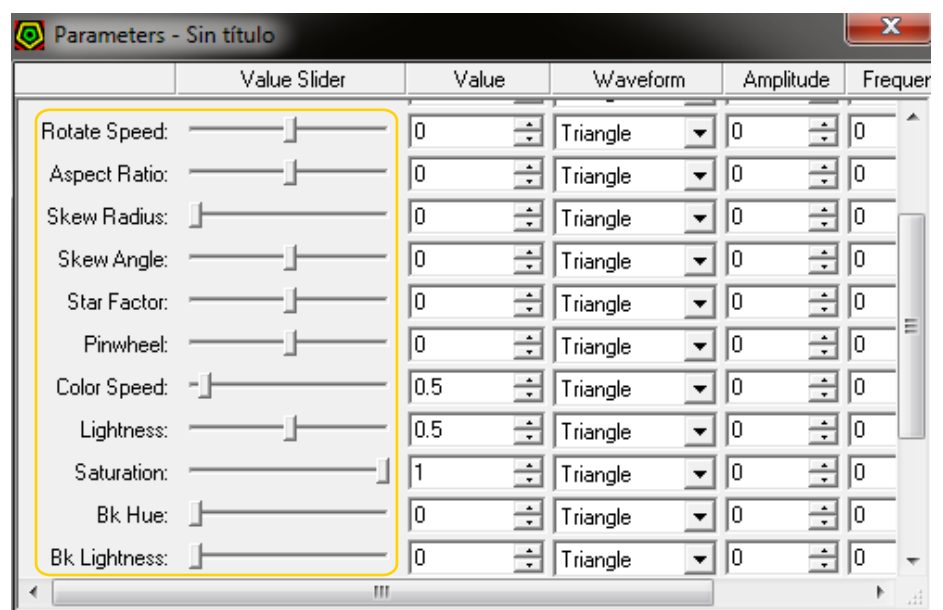 Parameters - Sin título
Value Slider Value Waveform Amplitude Frequer
Rotate Speed: 0 Triangle 0 0
Aspect Ratio: 0 Triangle 0 0
Skew Radius: 0 Triangle 0 0
Skew Angle: 0 Triangle 0 0
Star Factor: 0 Triangle 0 0
Pinwheel: 0 Triangle 0 0
Color Speed: 0.5 Triangle 0 0
Lightness: 0.5 Triangle 0 0
Saturation: 1 Triangle 0 0
Bk Hue: 0 Triangle 0 0
Bk Lightness: 0 Triangle 0 0